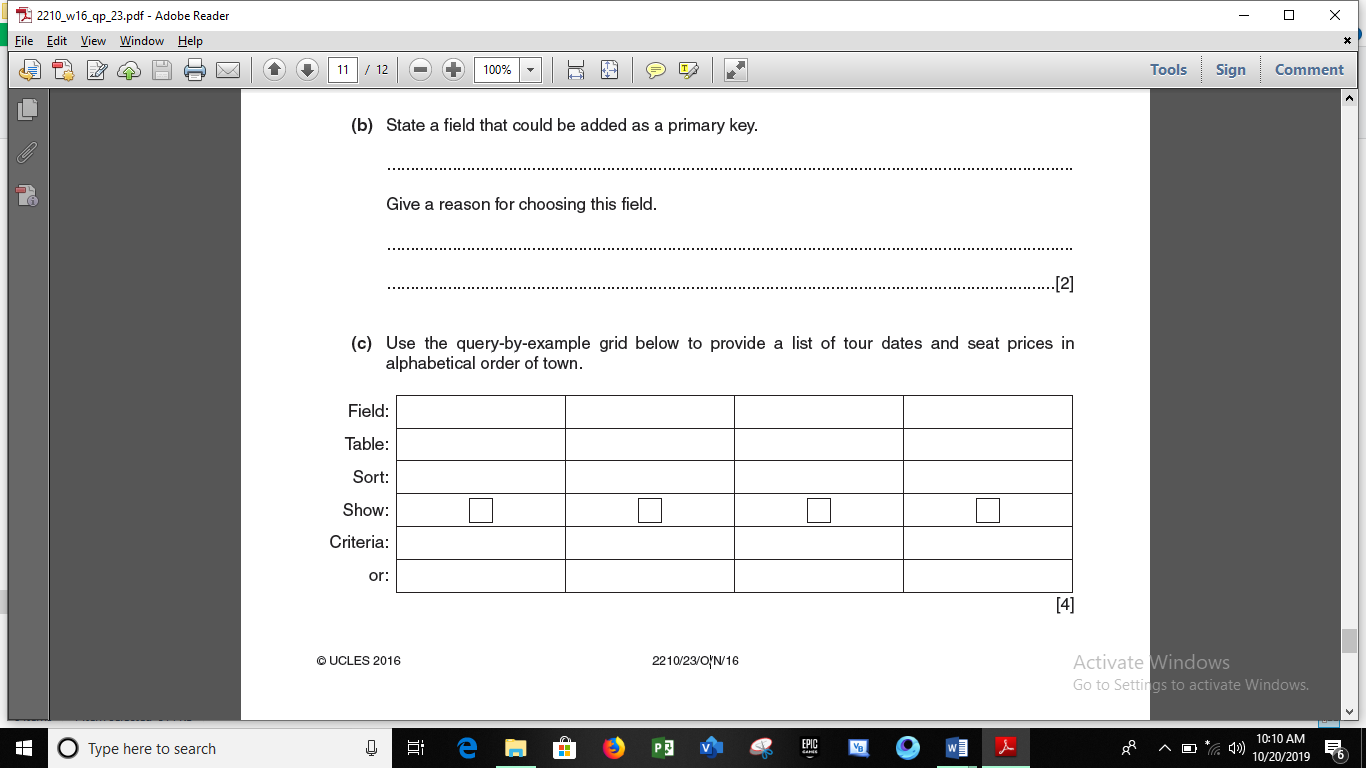 2210_w16_qp_23.pdf - Adobe Reader
File Edit View Window Help
11 / 12 100% Tools Sign Comment
(b) State a field that could be added as a primary key.
Give a reason for choosing this field.
[2]
(c) Use the query-by-example grid below to provide a list of tour dates and seat prices in
alphabetical order of town.
Field:
Table:
Sort:
Show:
Criteria:
or:
[4]
© UCLES 2016 2210/23/O/N/16
Activate Windows
Go to Settings to activate Windows.
Type here to search
10:10 AM
10/20/2019
6